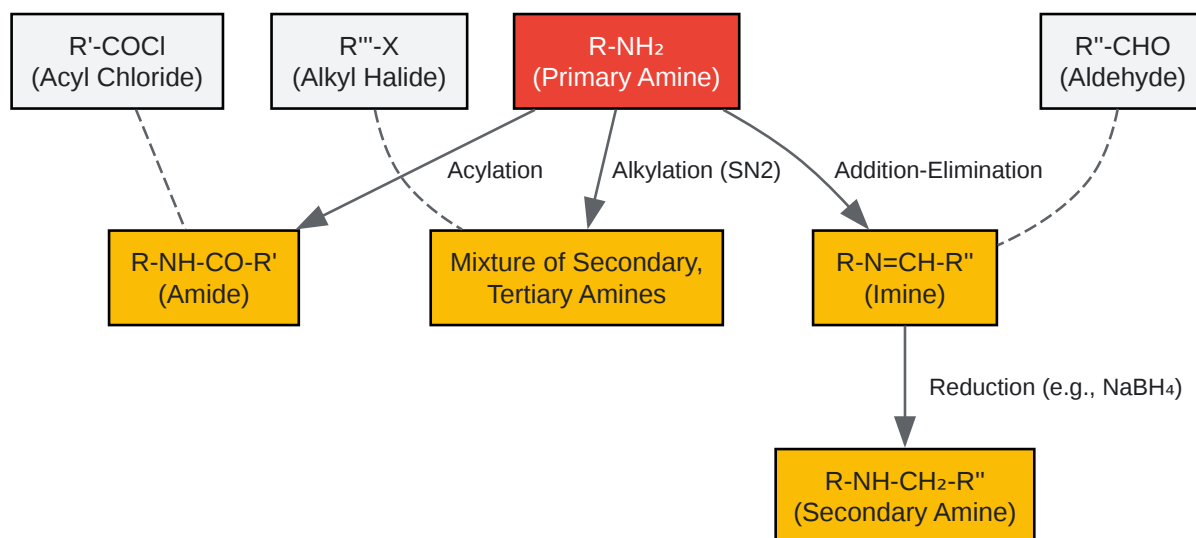 R'-COCl
(Acyl Chloride)
R'''-X
(Alkyl Halide)
R-NH₂
(Primary Amine)
R''-CHO
(Aldehyde)
Acylation
Alkylation (SN2)
Addition-Elimination
R-NH-CO-R'
(Amide)
Mixture of Secondary,
Tertiary Amines
R-N=CH-R''
(Imine)
Reduction (e.g., NaBH₄)
R-NH-CH₂-R''
(Secondary Amine)